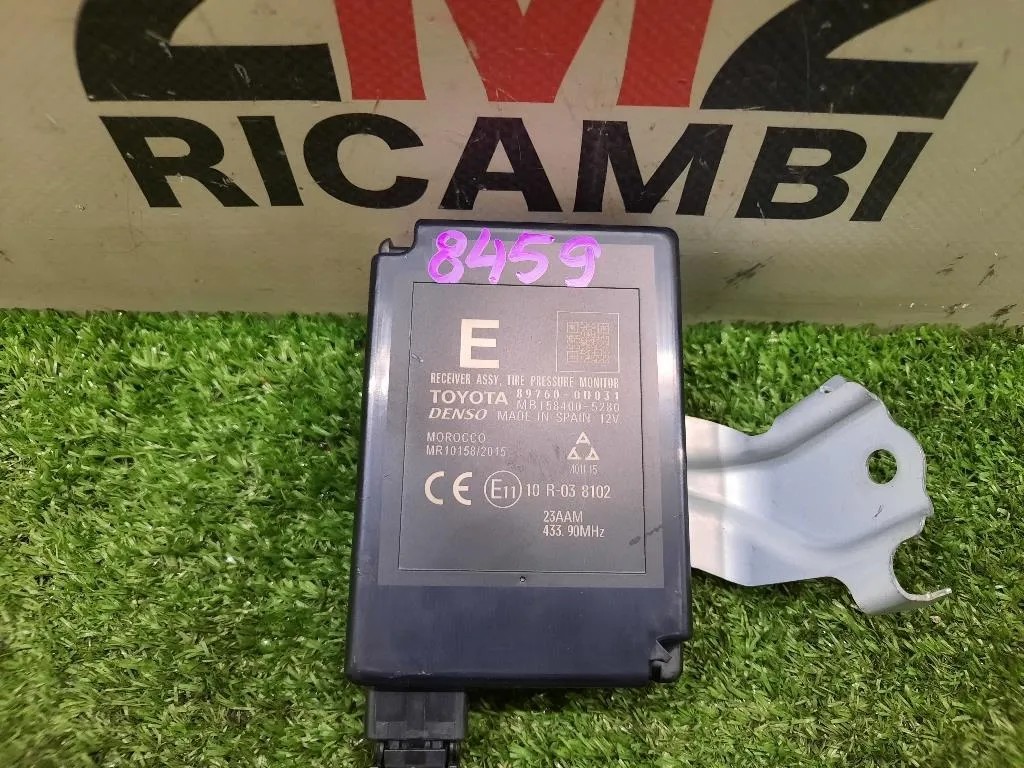 RICAMBI
8459
E
RECEIVER ASSY, TIRE PRESSURE MONITOR
TOYOTA 89760-0D031
MB158400-5280
DENSO MADE IN SPAIN 12V
MOROCCO
MR10158/2015
CE E11 10 R-03 8102
23AAM
433.90MHz